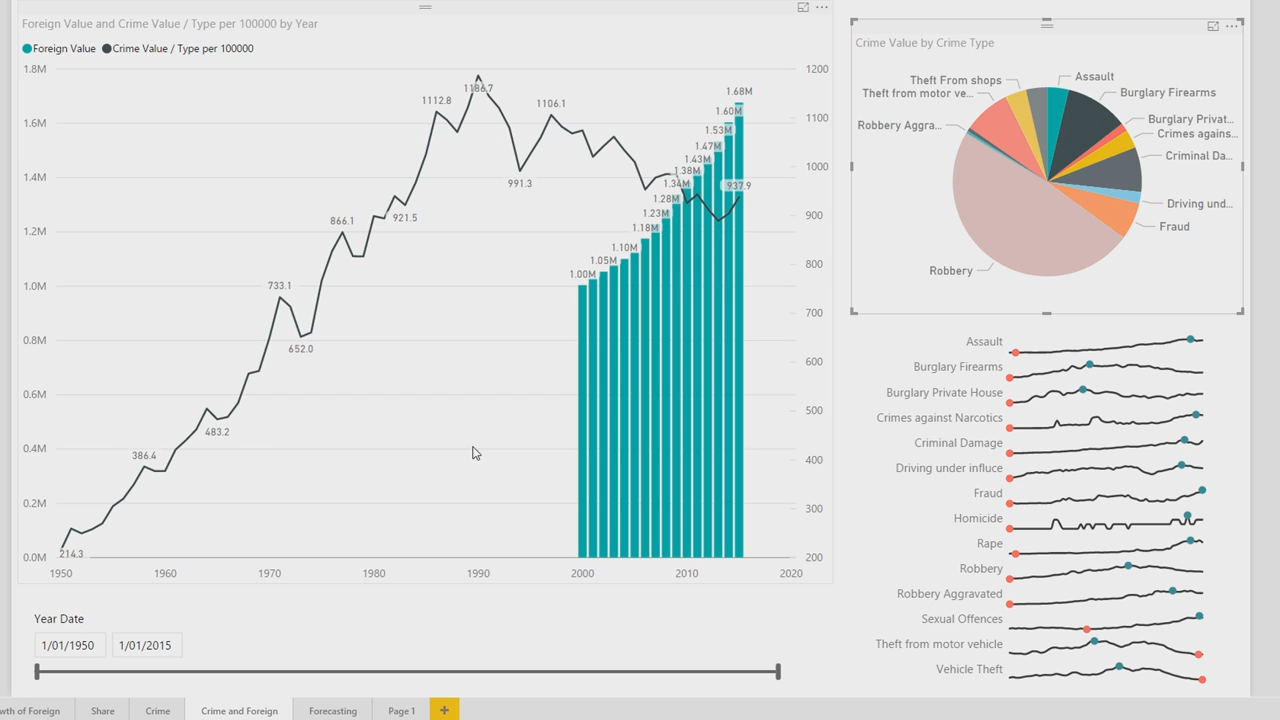 Foreign Value and Crime Value / Type per 100000 by Year
Foreign Value Crime Value / Type per 100000
1.8M
1.6M
1.4M
1.2M
1.0M
0.8M
0.6M
0.4M
0.2M
0.0M
1200
1100
1000
900
800
700
600
500
400
300
200
214.3
386.4
483.2
733.1
652.0
866.1
921.5
1112.8
1186.7
991.3
1106.1
937.9
1.00M
1.05M
1.10M
1.18M
1.23M
1.28M
1.34M
1.38M
1.43M
1.47M
1.53M
1.60M
1.68M
1950
1960
1970
1980
1990
2000
2010
2020
Year Date
1/01/1950
1/01/2015
Crime Value by Crime Type
Theft From shops
Theft from motor ve...
Robbery Aggra...
Robbery
Assault
Burglary Firearms
Burglary Privat...
Crimes agains...
Criminal Da...
Driving und...
Fraud
Assault
Burglary Firearms
Burglary Private House
Crimes against Narcotics
Criminal Damage
Driving under influce
Fraud
Homicide
Rape
Robbery
Robbery Aggravated
Sexual Offences
Theft from motor vehicle
Vehicle Theft
wth of Foreign
Share
Crime
Crime and Foreign
Forecasting
Page 1
+